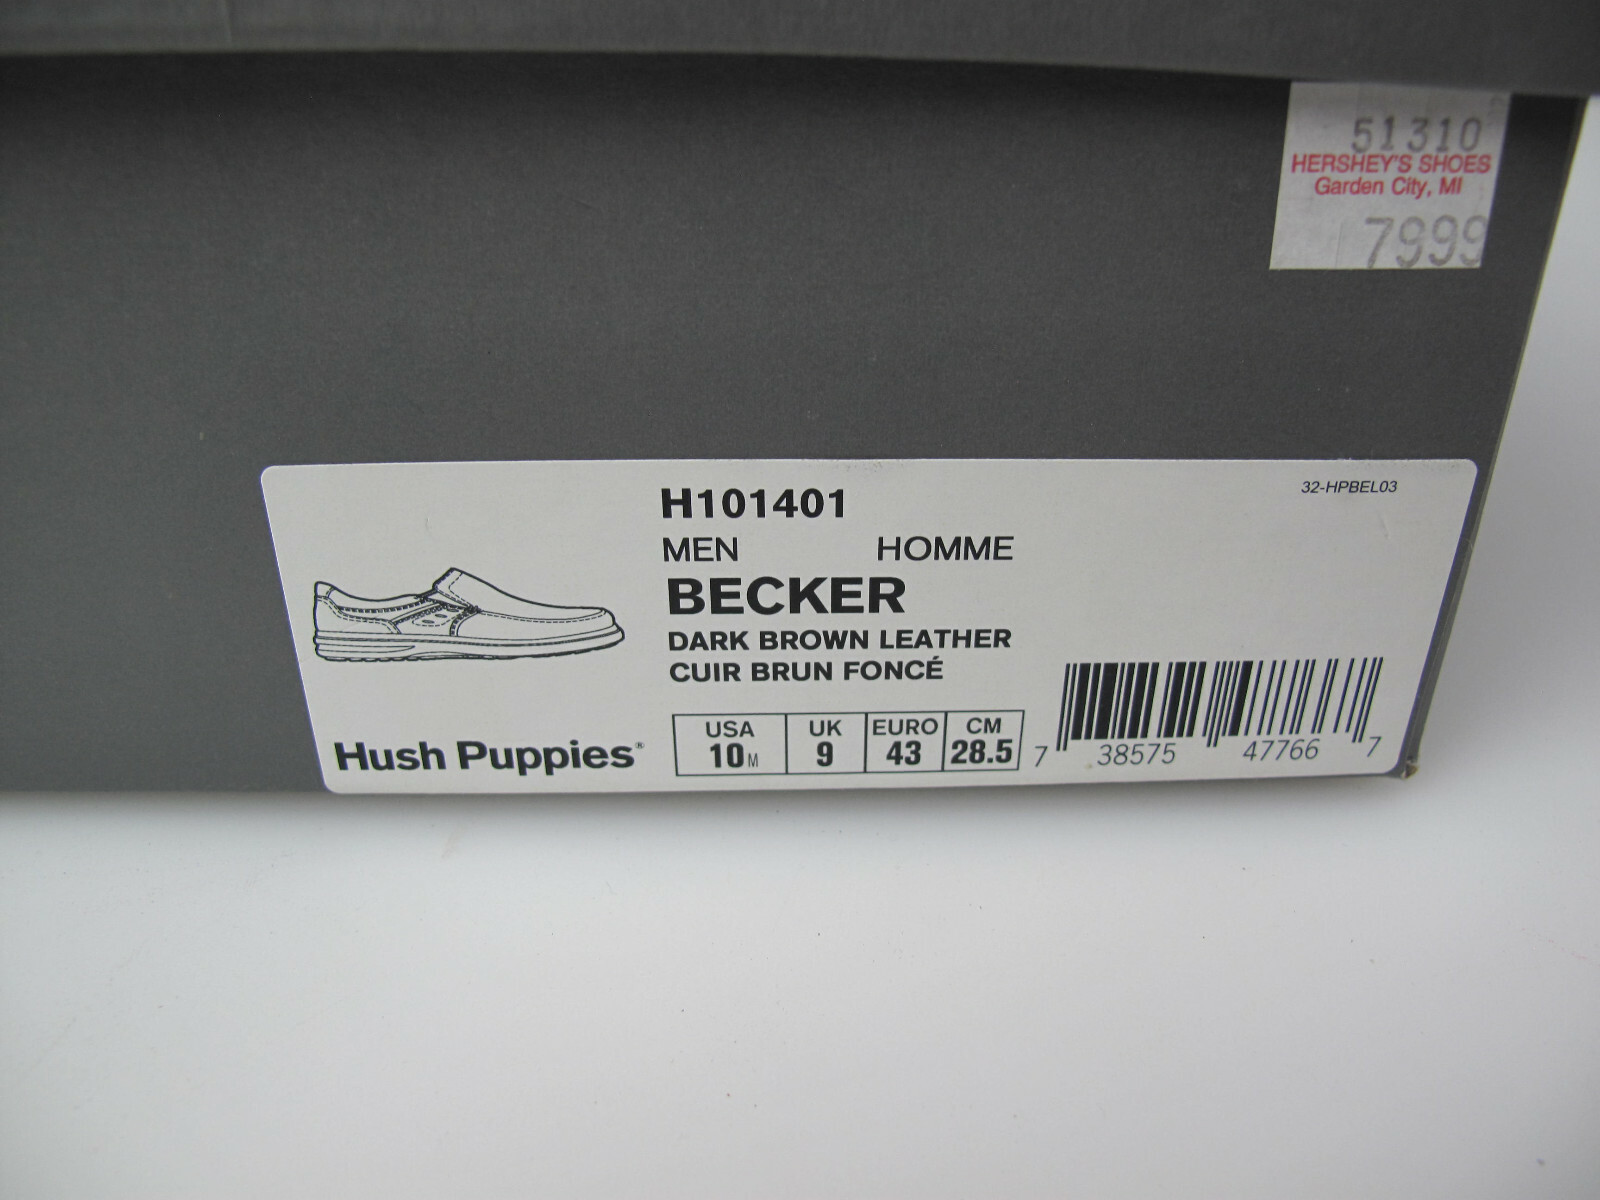 51310
HERSHEY'S SHOES
Garden City, MI
7999
32-HPBEL03
H101401
MEN HOMME
BECKER
DARK BROWN LEATHER
CUIR BRUN FONCÉ
Hush Puppies®
USA UK EURO CM
10 M 9 43 28.5
7 38575 47766 7